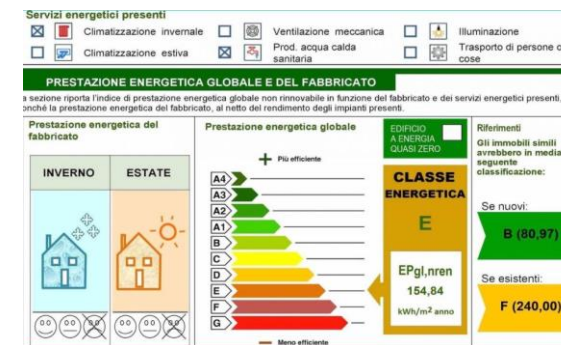 Servizi energetici presenti
Climatizzazione invernale
Ventilazione meccanica
Illuminazione
Climatizzazione estiva
Prod. acqua calda
sanitaria
Trasporto di persone o
cose
PRESTAZIONE ENERGETICA GLOBALE E DEL FABBRICATO
a sezione riporta l'indice di prestazione energetica globale non rinnovabile in funzione del fabbricato e dei servizi energetici presenti,
onché la prestazione energetica del fabbricato, al netto del rendimento degli impianti presenti.
Prestazione energetica del
fabbricato
INVERNO
ESTATE
Prestazione energetica globale
Più efficiente
A4
A3
A2
A1
B
C
D
E
F
G
Meno efficiente
EDIFICIO
A ENERGIA
QUASI ZERO
CLASSE
ENERGETICA
E
EPgl,nren
154,84
kWh/m² anno
Riferimenti
Gli immobili simili
avrebbero in media
seguente
classificazione:
Se nuovi:
B (80,97)
Se esistenti:
F (240,00)